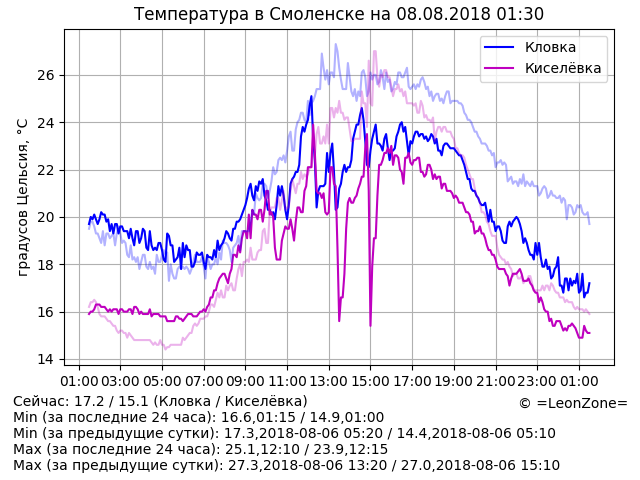 Температура в Смоленске на 08.08.2018 01:30
Кловка
Киселёвка
градусов Цельсия, °C
26
24
22
20
18
16
14
01:00 03:00 05:00 07:00 09:00 11:00 13:00 15:00 17:00 19:00 21:00 23:00 01:00
Сейчас: 17.2 / 15.1 (Кловка / Киселёвка)
© =LeonZone=
Min (за последние 24 часа): 16.6,01:15 / 14.9,01:00
Min (за предыдущие сутки): 17.3,2018-08-06 05:20 / 14.4,2018-08-06 05:10
Max (за последние 24 часа): 25.1,12:10 / 23.9,12:15
Max (за предыдущие сутки): 27.3,2018-08-06 13:20 / 27.0,2018-08-06 15:10